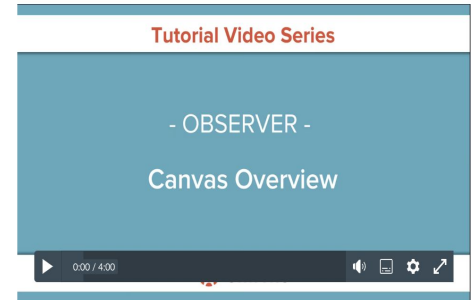 Tutorial Video Series
- OBSERVER -
Canvas Overview
0:00 / 4:00